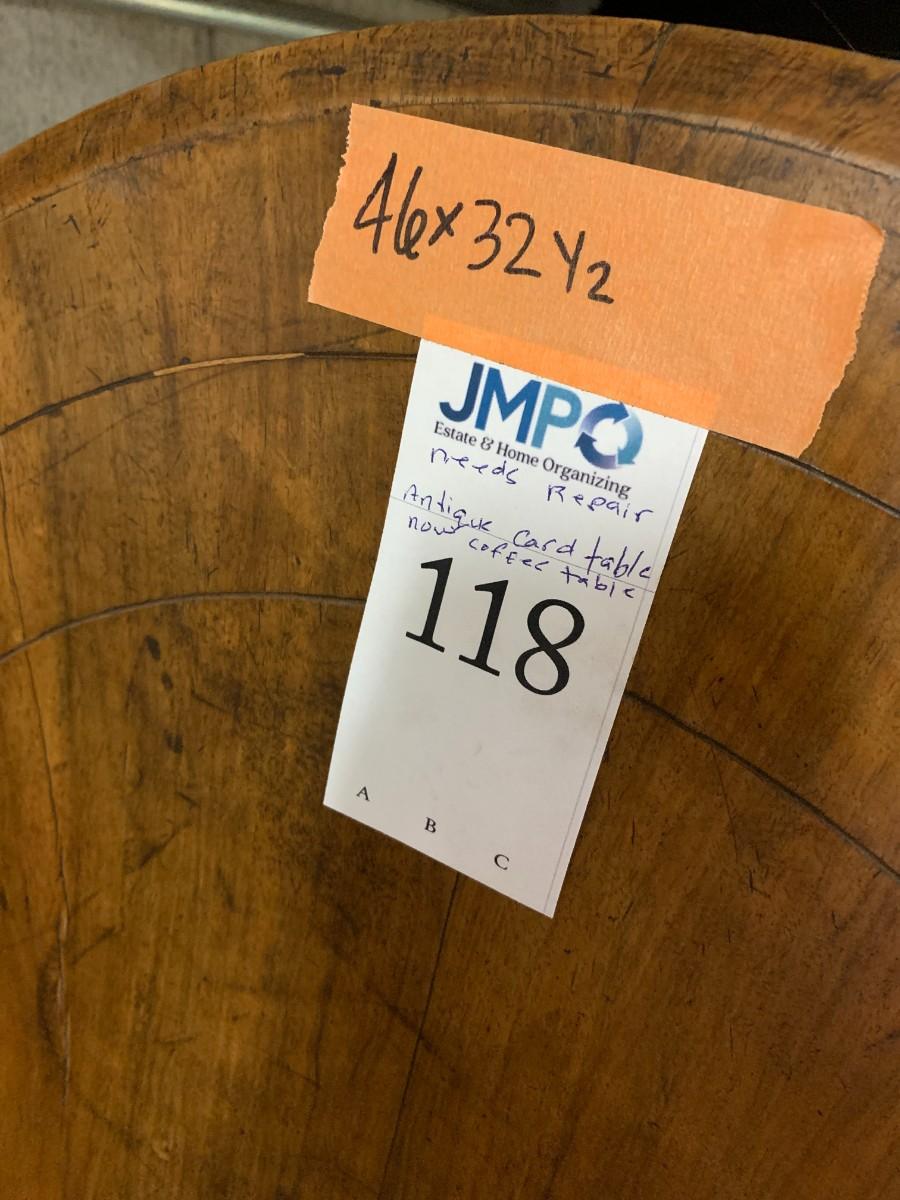 46x32 1/2
JMPO
Estate & Home Organizing
needs Repair
Antique Card table
now coffee table
118
A
B
C